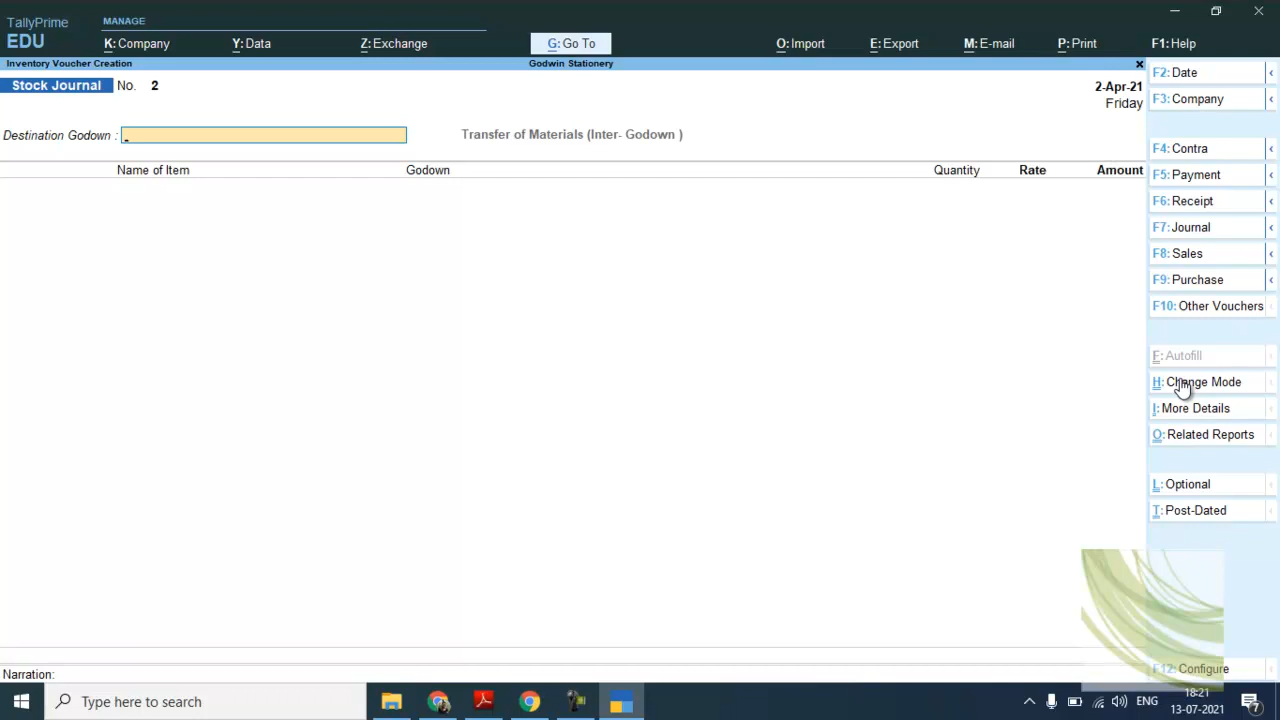 TallyPrime
EDU
MANAGE
K: Company
Y: Data
Z: Exchange
G: Go To
O: Import
E: Export
M: E-mail
P: Print
F1: Help
Inventory Voucher Creation
Godwin Stationery
Stock Journal No. 2
2-Apr-21
Friday
Destination Godown :
Transfer of Materials (Inter- Godown )
Name of Item
Godown
Quantity
Rate
Amount
F2: Date
F3: Company
F4: Contra
F5: Payment
F6: Receipt
F7: Journal
F8: Sales
F9: Purchase
F10: Other Vouchers
F: Autofill
H: Change Mode
I: More Details
O: Related Reports
L: Optional
T: Post-Dated
F12: Configure
Narration:
Type here to search
ENG
18:21
13-07-2021
7